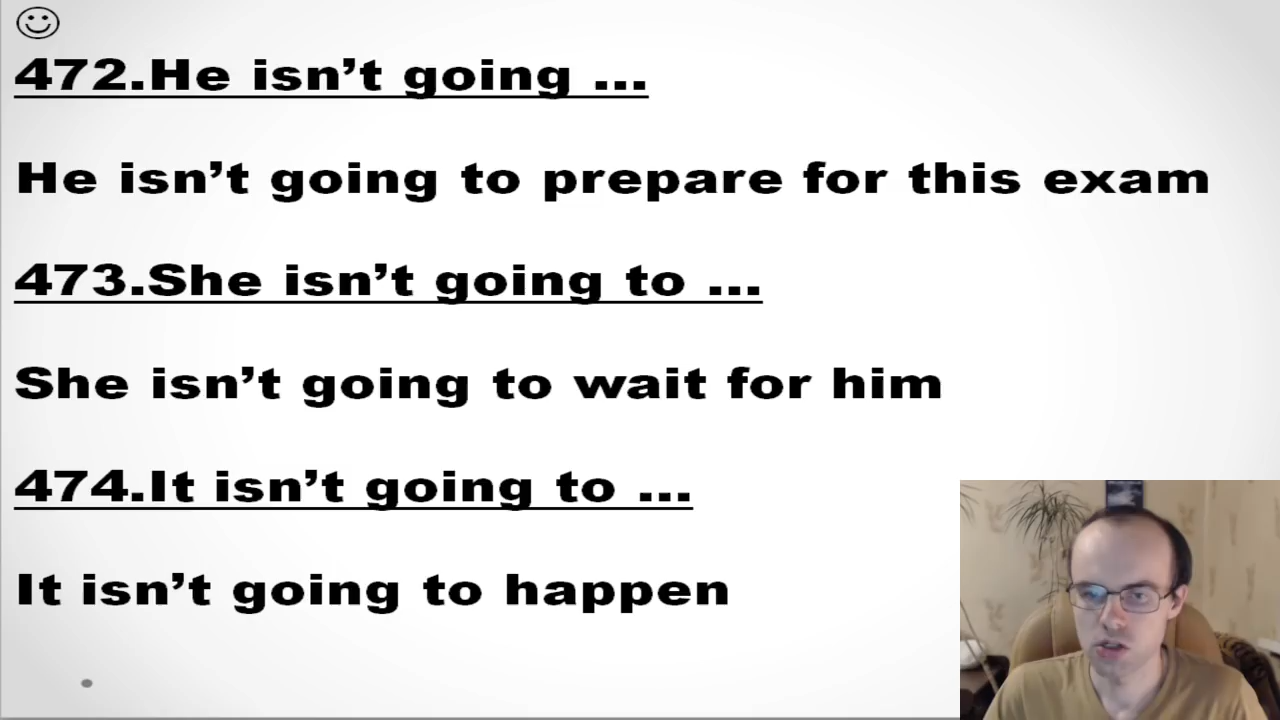 472.He isn’t going ...
He isn’t going to prepare for this exam
473.She isn’t going to ...
She isn’t going to wait for him
474.It isn’t going to ...
It isn’t going to happen